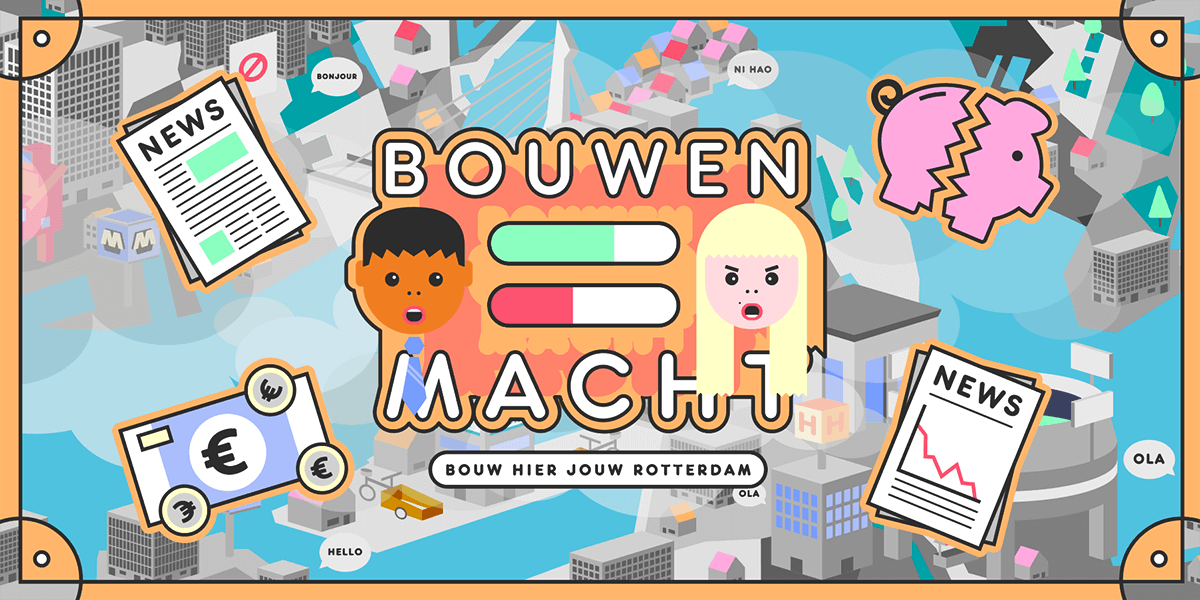 BONJOUR
NI HAO
NEWS
BOUWEN
M M
MACHT
NEWS
€
€
€
€
H H
BOUW HIER JOUW ROTTERDAM
OLA
OLA
HELLO